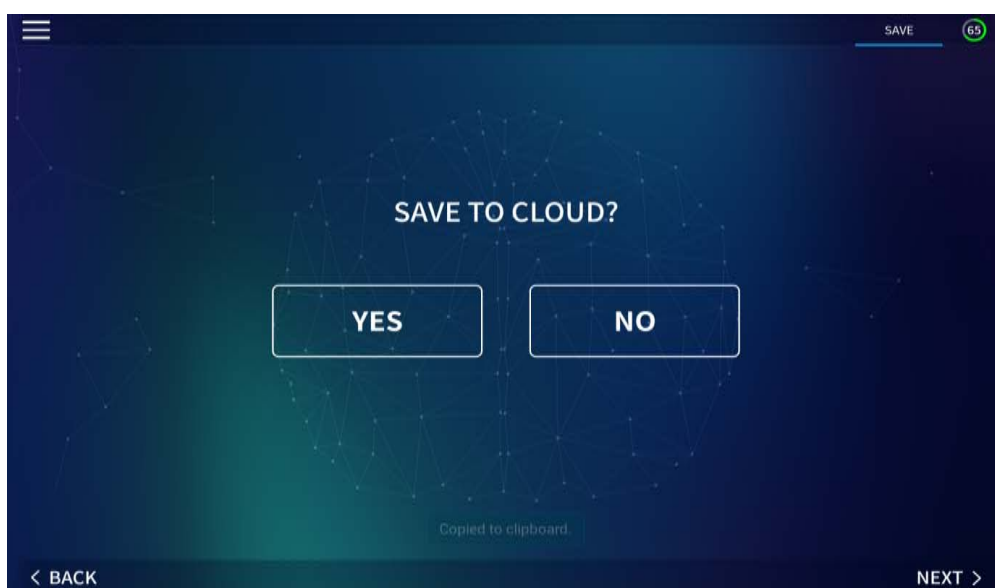 SAVE
65
SAVE TO CLOUD?
YES
NO
Copied to clipboard.
< BACK
NEXT >